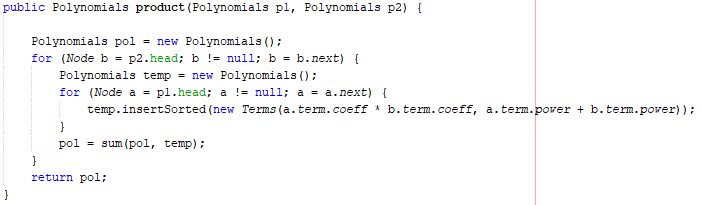 public Polynomials product(Polynomials p1, Polynomials p2) {
Polynomials pol = new Polynomials();
for (Node b = p2.head; b != null; b = b.next) {
Polynomials temp = new Polynomials();
for (Node a = p1.head; a != null; a = a.next) {
temp.insertSorted(new Terms(a.term.coeff * b.term.coeff, a.term.power + b.term.power));
}
pol = sum(pol, temp);
}
return pol;
}